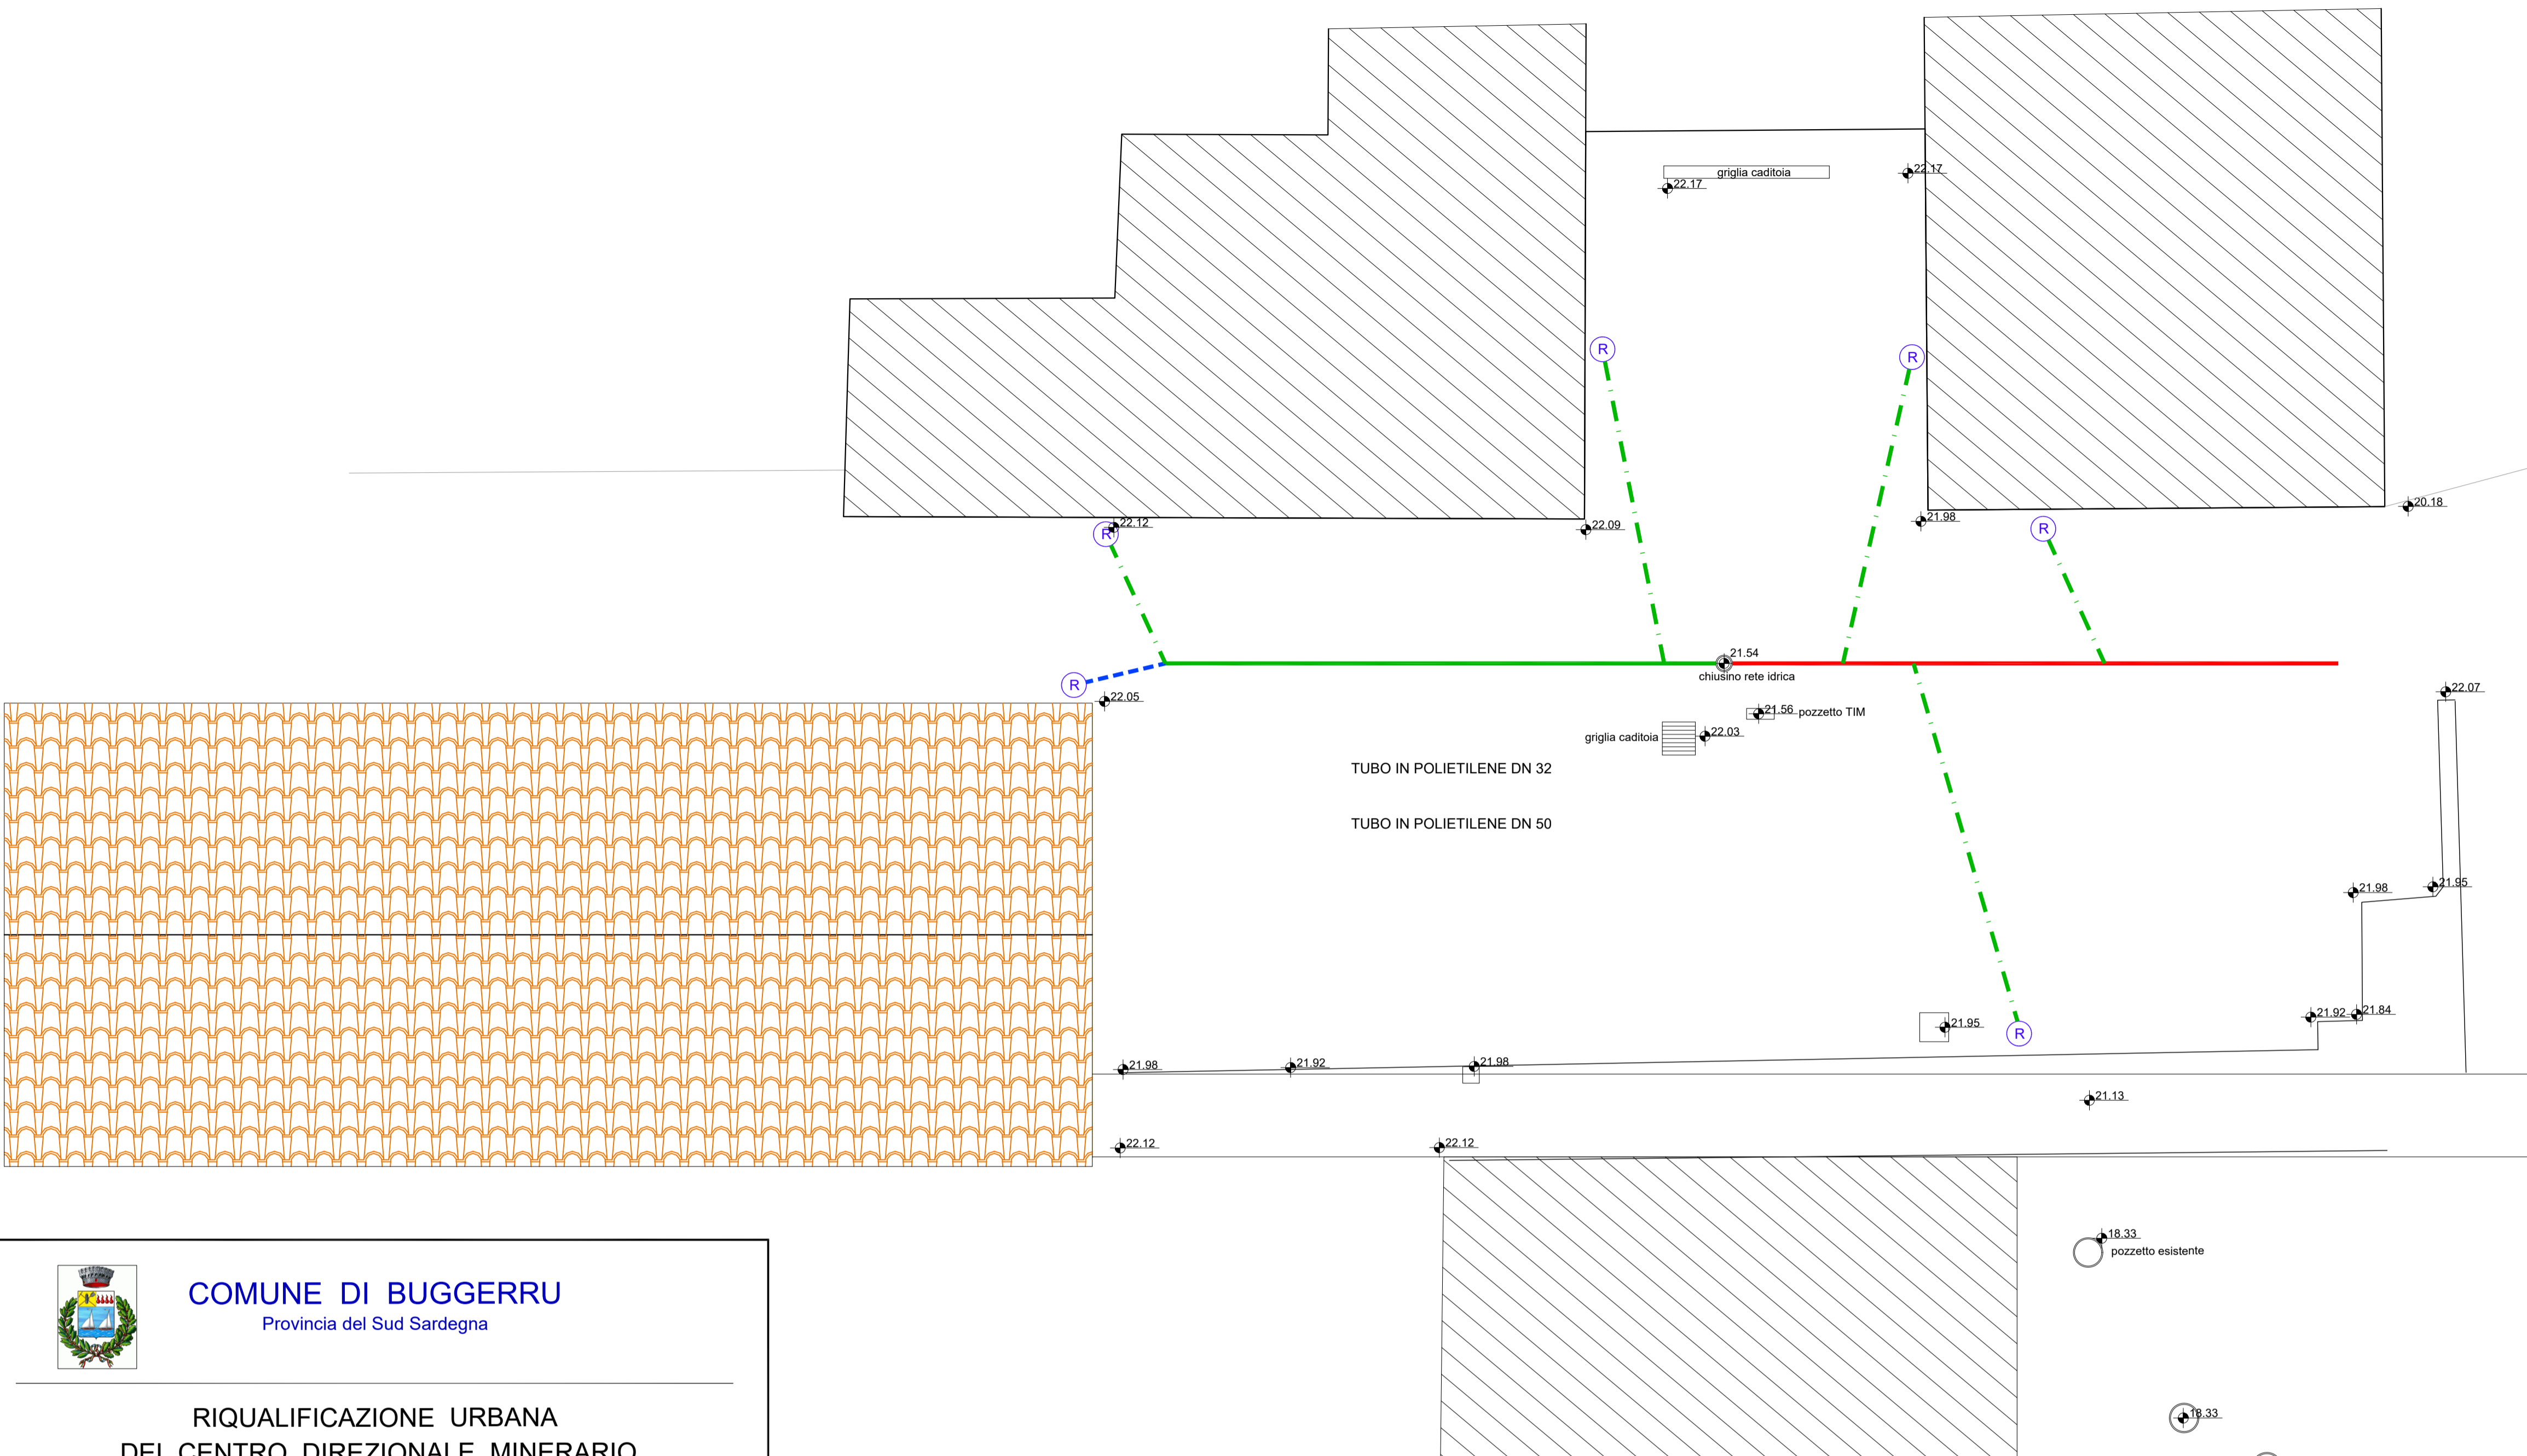 griglia caditoia
22.17
22.17
R
R
20.18
22.12
R
22.09
21.98
R
21.54
chiusino rete idrica
R
22.05
22.07
21.56 pozzetto TIM
griglia caditoia
22.03
TUBO IN POLIETILENE DN 32
TUBO IN POLIETILENE DN 50
21.98
21.95
21.92
21.84
21.95
R
21.98
21.92
21.98
21.13
22.12
22.12
18.33
pozzetto esistente
18.33
COMUNE DI BUGGERRU
Provincia del Sud Sardegna
RIQUALIFICAZIONE URBANA
DEL CENTRO DIREZIONALE MINERARIO